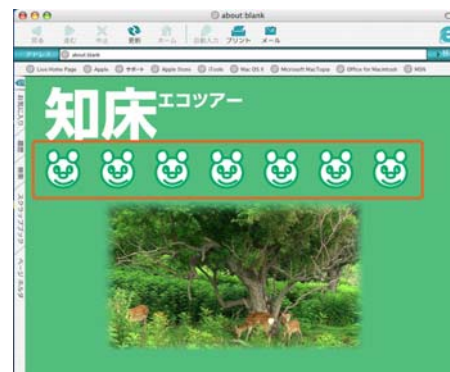 about:blank
戻る 進む 中止 更新 ホーム 自動入力 プリント メール
アドレス about:blank
Live Home Page Apple サポート Apple Store iTools Mac OS X Microsoft MacTopia Office for Macintosh MSN
お気に入り
履歴
検索
スクラップブック
ページ ホルダ
知床エコツアー